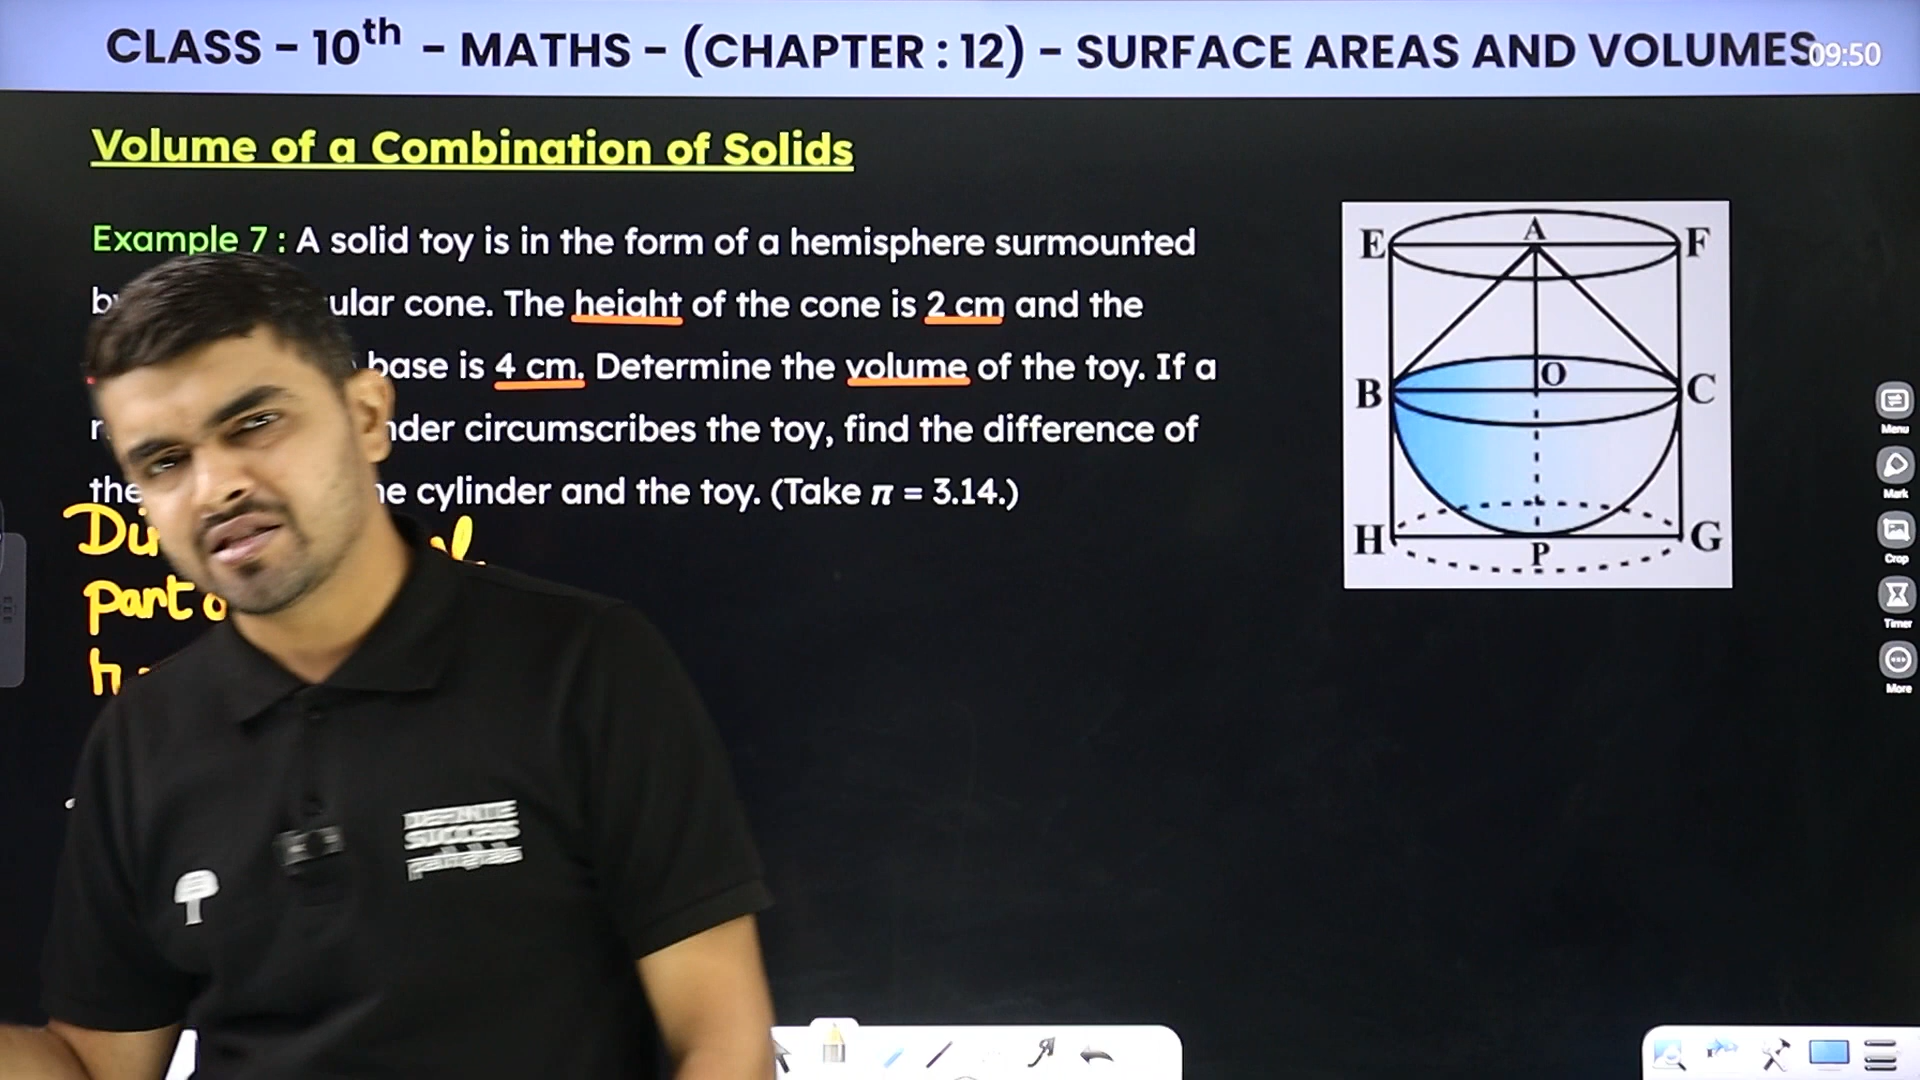 CLASS - 10th - MATHS - (CHAPTER : 12) - SURFACE AREAS AND VOLUMES
09:50
Volume of a Combination of Solids
Example 7 : A solid toy is in the form of a hemisphere surmounted
ular cone. The height of the cone is 2 cm and the
base is 4 cm. Determine the volume of the toy. If a
nder circumscribes the toy, find the difference of
the cylinder and the toy. (Take π = 3.14.)
part
E A F
B O C
H P G
Menu
Mark
Crop
Timer
More
SUCCESS